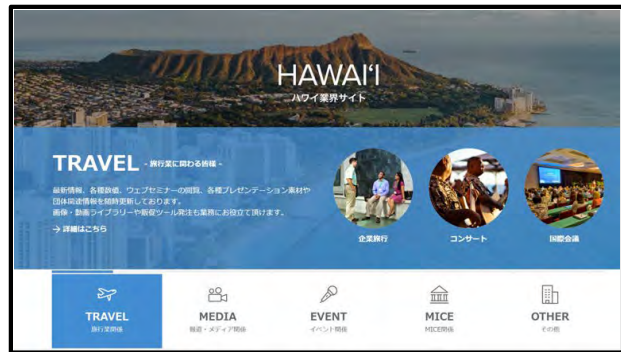 HAWAI‘I
ハワイ業界サイト
TRAVEL - 旅行業に関わる皆様 -
最新情報、各種数値、ウェブセミナーの閲覧、各種プレゼンテーション素材や
団体関連情報を随時更新しております。
画像・動画ライブラリーや販促ツール発注も業務にお役立て頂けます。
→ 詳細はこちら
企業旅行
コンサート
国際会議
TRAVEL
旅行業関係
MEDIA
報道・メディア関係
EVENT
イベント関係
MICE
MICE関係
OTHER
その他